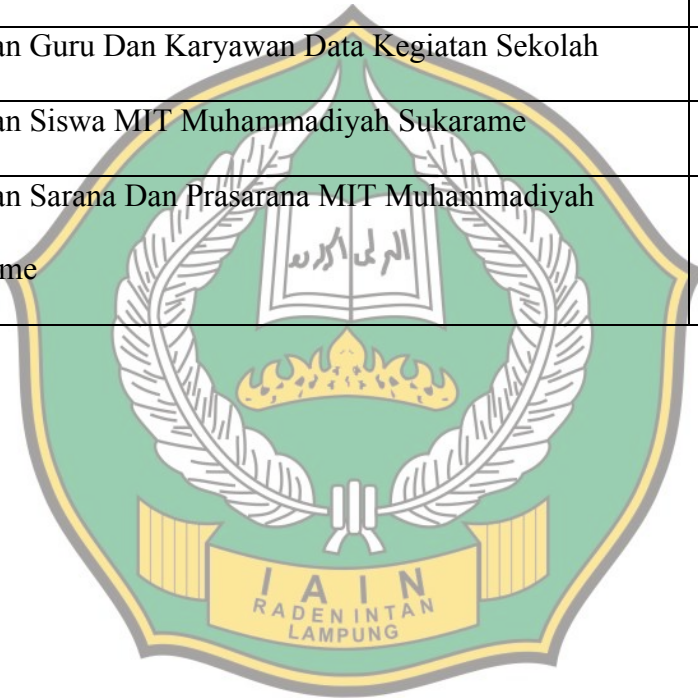 an Guru Dan Karyawan Data Kegiatan Sekolah
an Siswa MIT Muhammadiyah Sukarame
an Sarana Dan Prasarana MIT Muhammadiyah
me
IAIN
RADEN INTAN
LAMPUNG